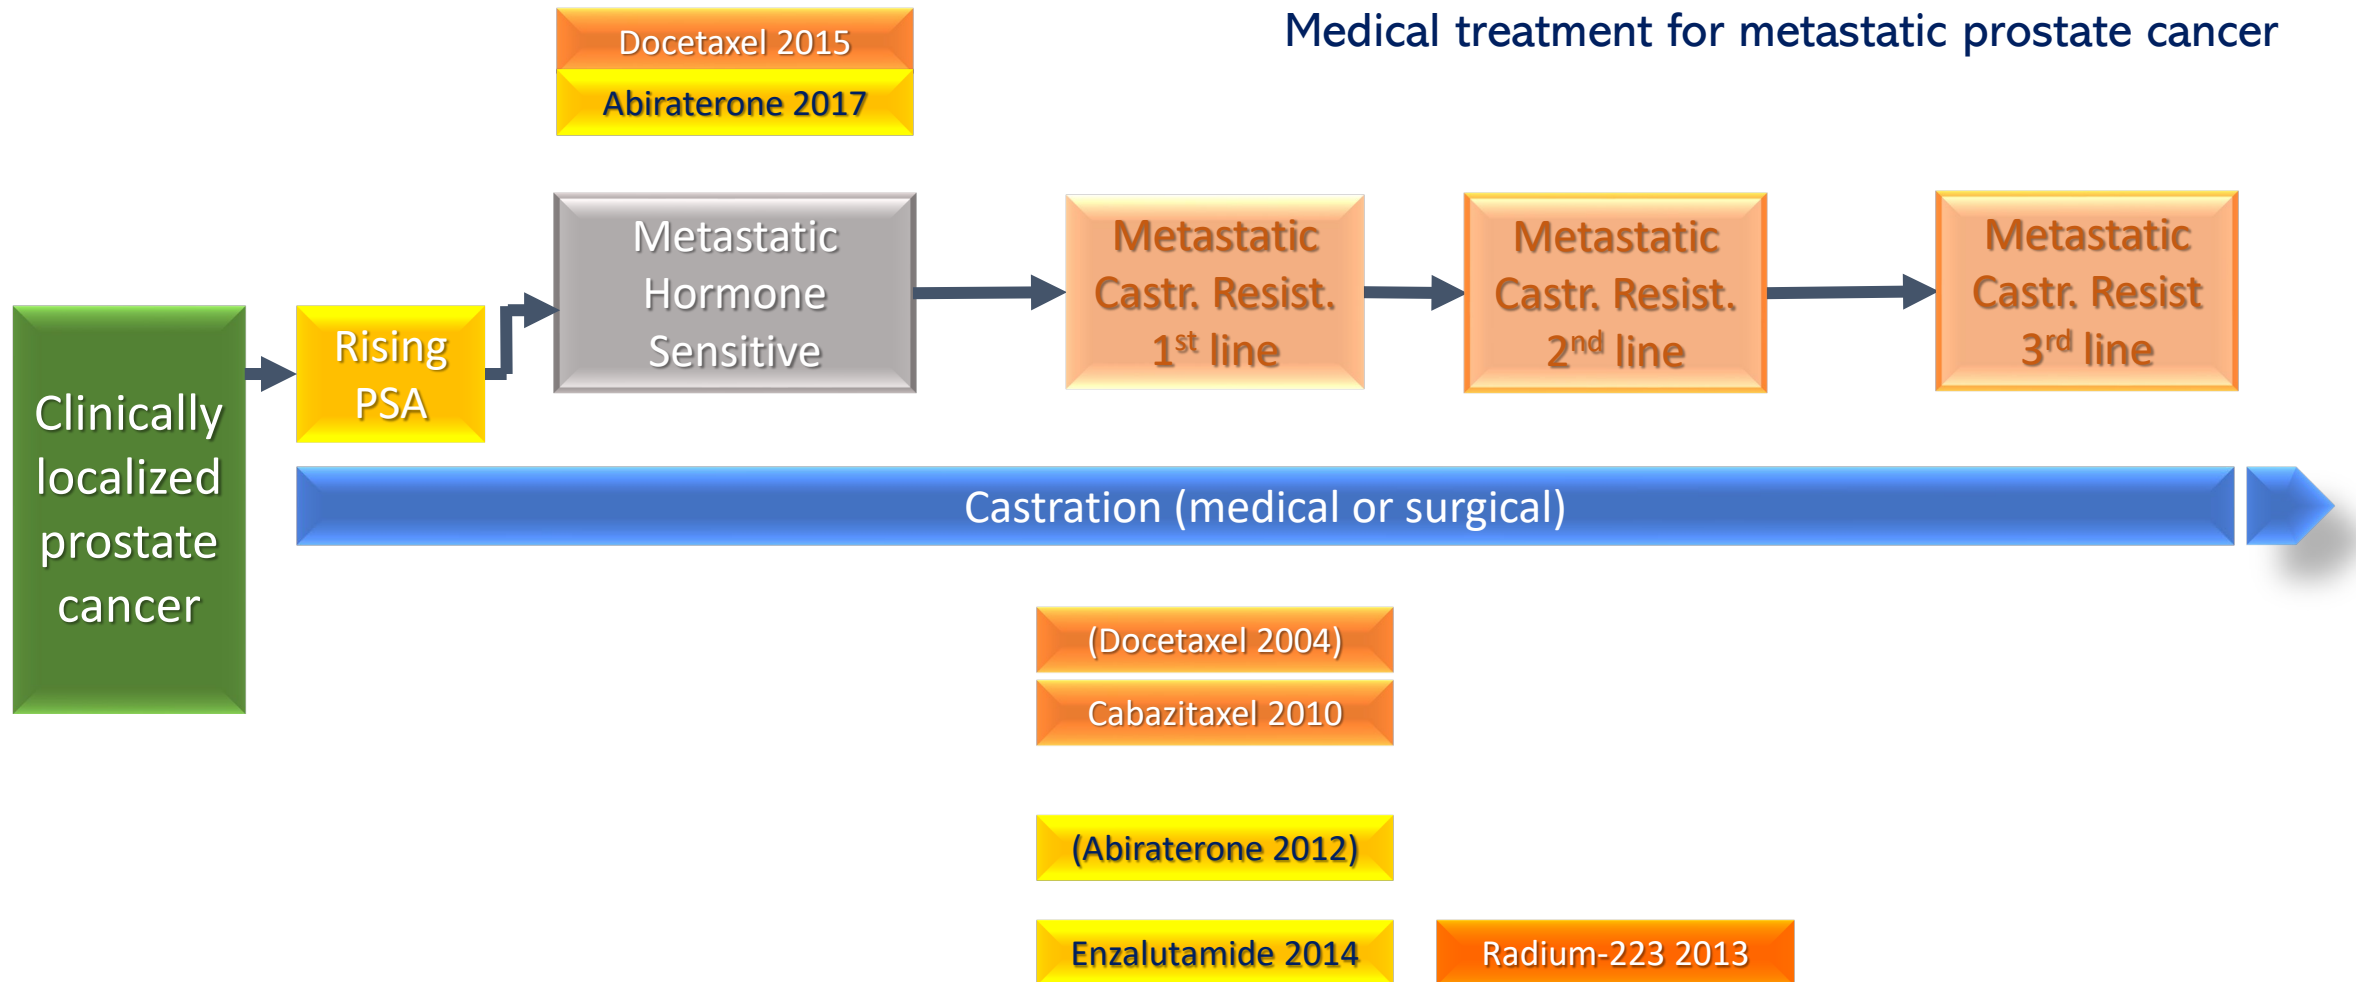 Medical treatment for metastatic prostate cancer
Docetaxel 2015
Abiraterone 2017
Clinically
localized
prostate
cancer
Rising
PSA
Metastatic
Hormone
Sensitive
Metastatic
Castr. Resist.
1st line
Metastatic
Castr. Resist.
2nd line
Metastatic
Castr. Resist
3rd line
Castration (medical or surgical)
(Docetaxel 2004)
Cabazitaxel 2010
(Abiraterone 2012)
Enzalutamide 2014
Radium-223 2013